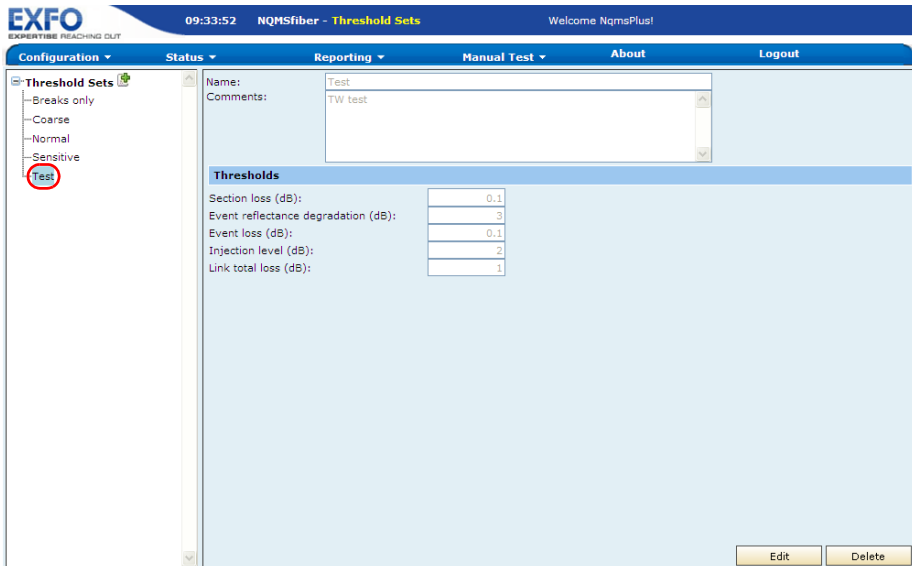 EXFO
EXPERTISE REACHING OUT
09:33:52 NQMSfiber - Threshold Sets Welcome NqmsPlus!
Configuration Status Reporting Manual Test About Logout
Threshold Sets
Breaks only
Coarse
Normal
Sensitive
Test
Name: Test
Comments: TW test
Thresholds
Section loss (dB): 0.1
Event reflectance degradation (dB): 3
Event loss (dB): 0.1
Injection level (dB): 2
Link total loss (dB): 1
Edit Delete